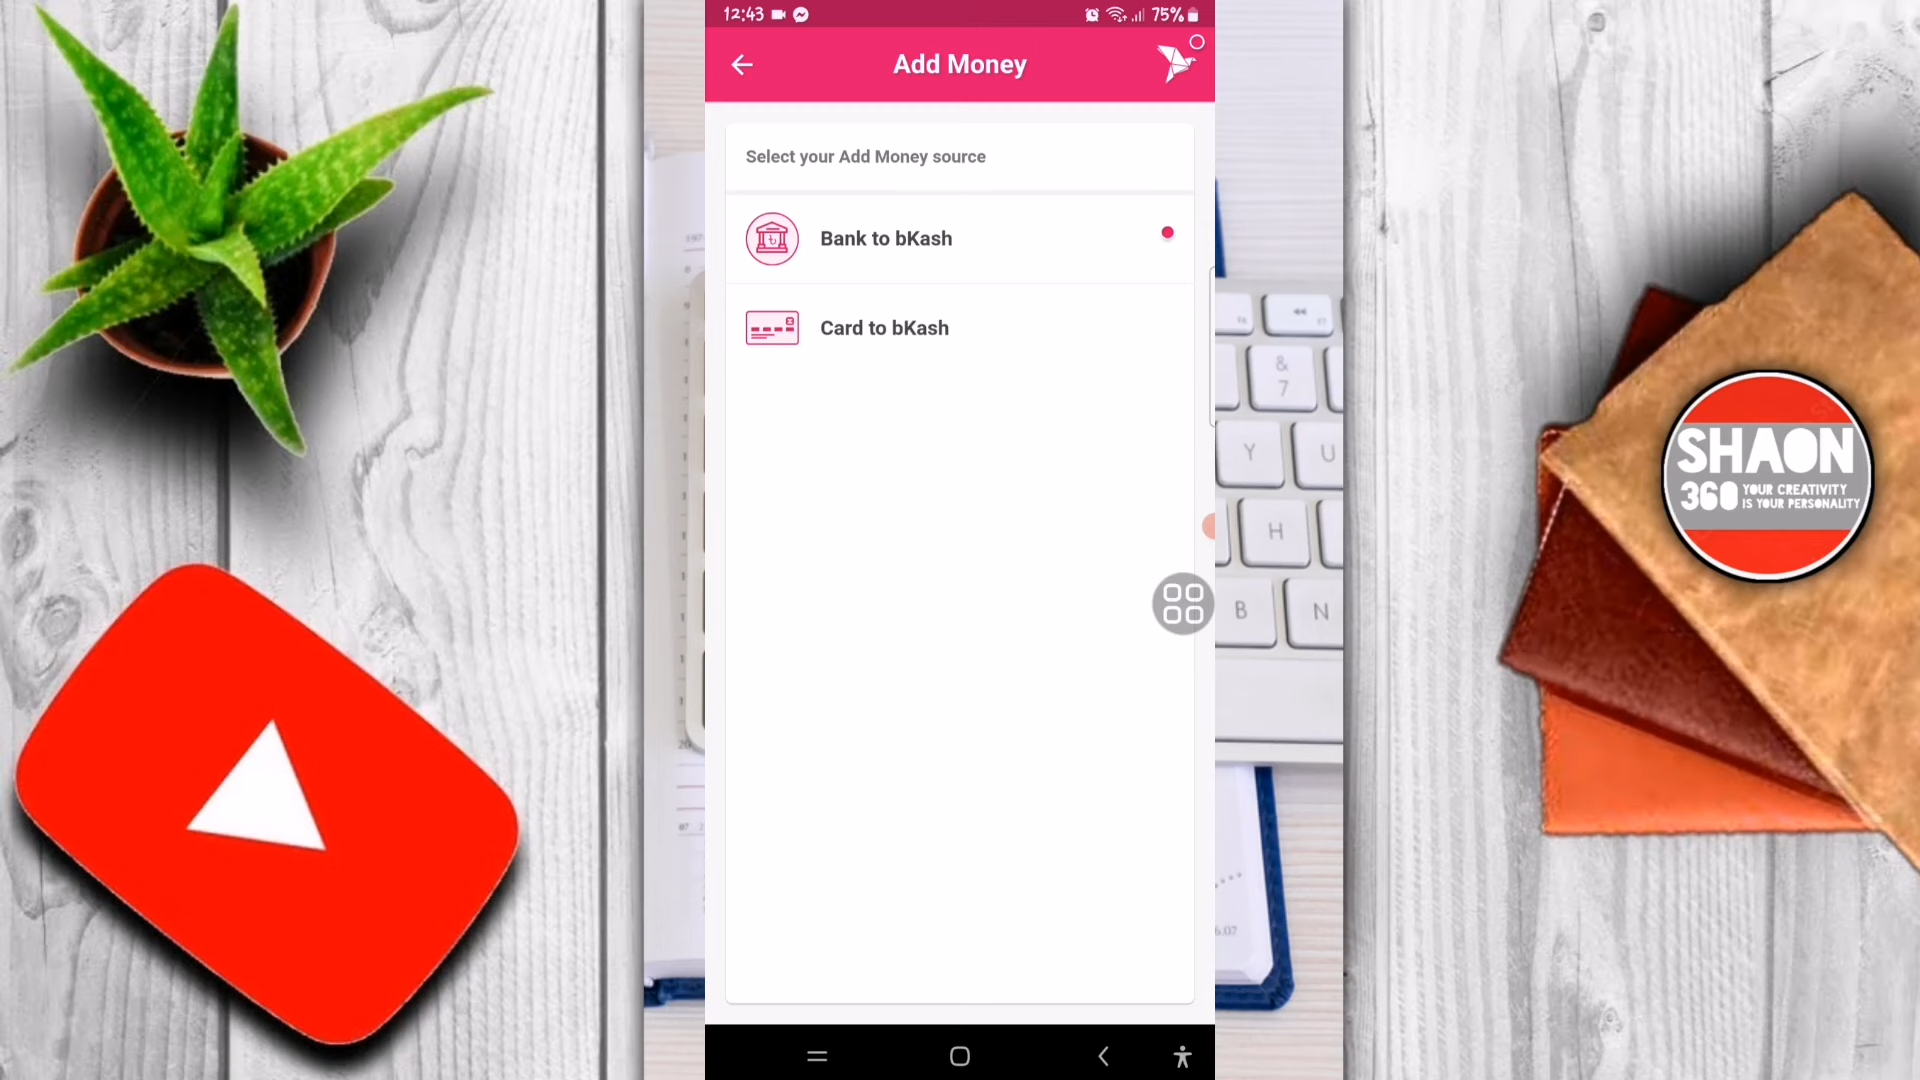 12:43
75%
Add Money
Select your Add Money source
Bank to bKash
Card to bKash
SHAON
360 YOUR CREATIVITY
IS YOUR PERSONALITY
&
7
Y
U
H
B
N